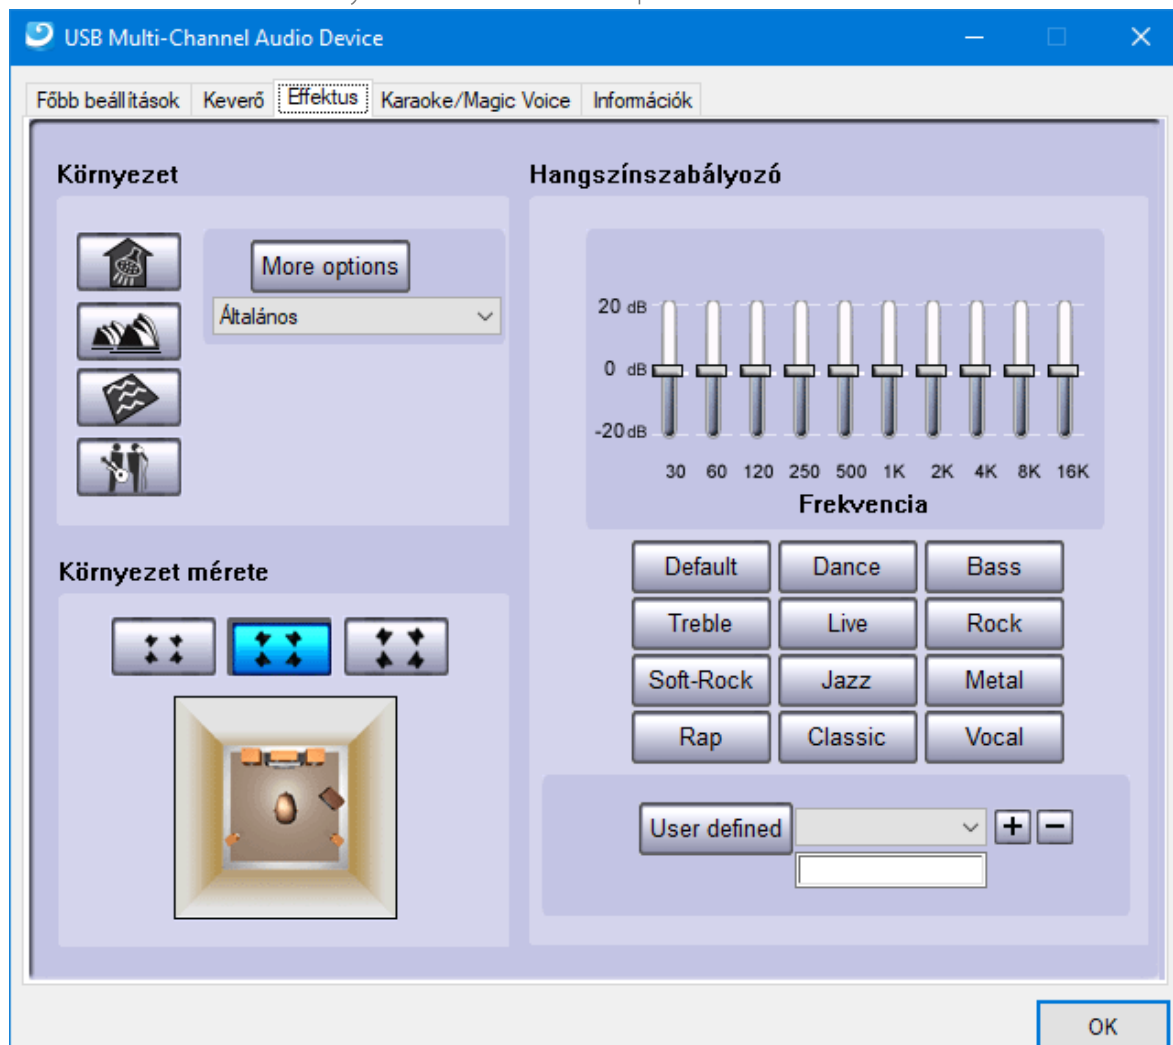 USB Multi-Channel Audio Device
Főbb beállítások Keverő Effektus Karaoke/Magic Voice Információk
Környezet
More options
Általános
Környezet mérete
Hangszínszabályozó
20 dB
0 dB
-20 dB
30 60 120 250 500 1K 2K 4K 8K 16K
Frekvencia
Default Dance Bass
Treble Live Rock
Soft-Rock Jazz Metal
Rap Classic Vocal
User defined
OK